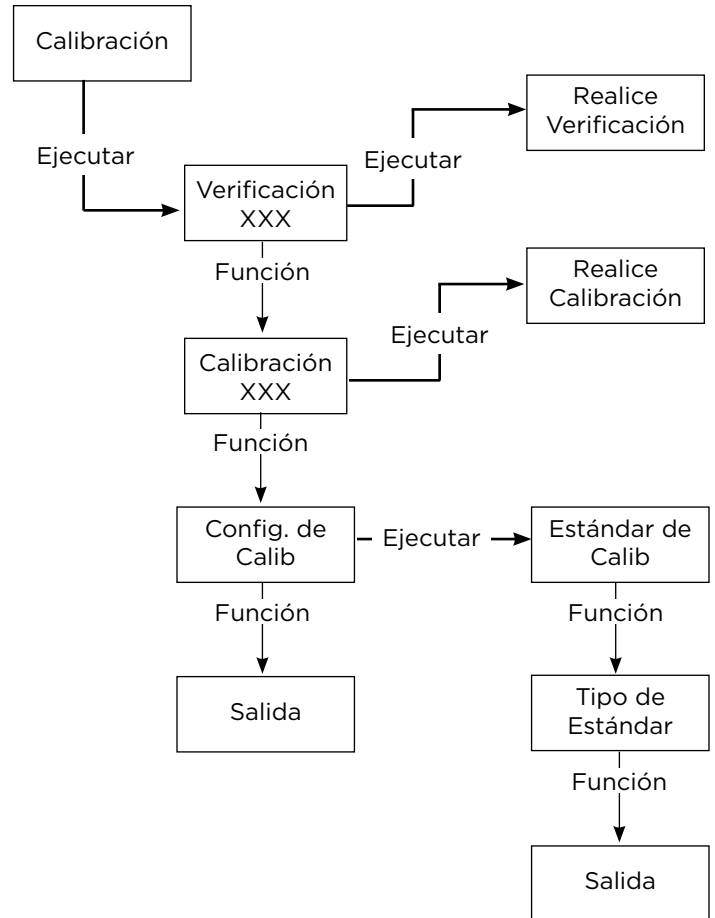 Calibración
Ejecutar
Realice
Verificación
Ejecutar
Verificación
XXX
Función
Realice
Calibración
Ejecutar
Calibración
XXX
Función
Config. de
Calib
Ejecutar
Estándar de
Calib
Función
Función
Salida
Tipo de
Estándar
Función
Salida